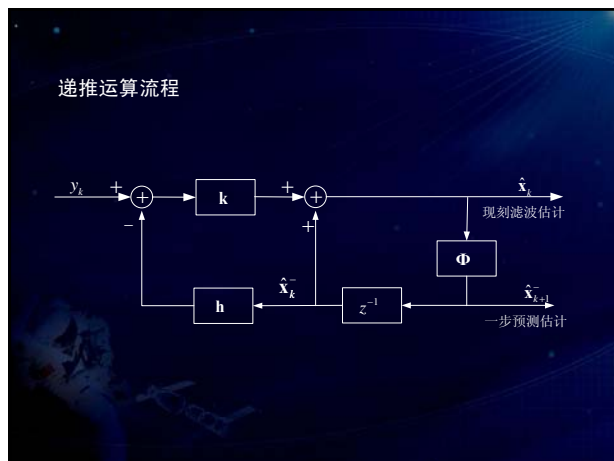 递推运算流程
y_k + + k + + x̂_k
现刻滤波估计
− +
Φ
h x̂_k^- z^{-1} x̂_{k+1}^-
一步预测估计